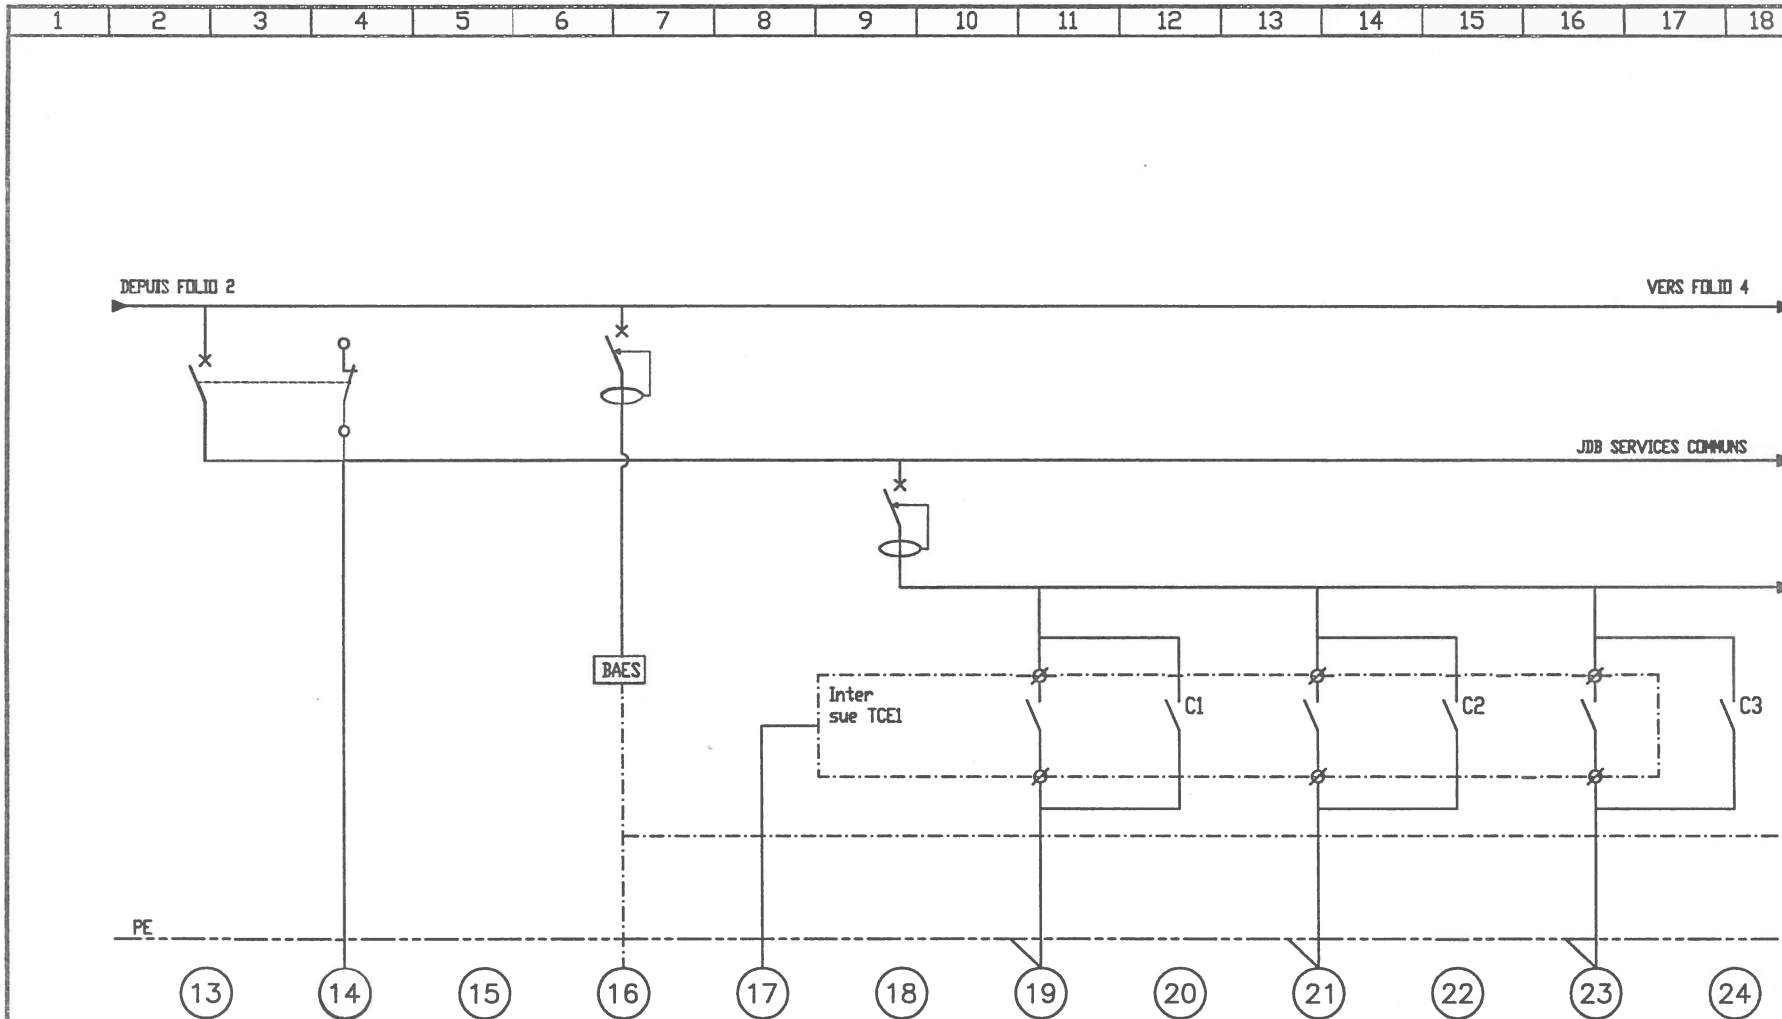 1 2 3 4 5 6 7 8 9 10 11 12 13 14 15 16 17 18
DEPUIS FOLIO 2
VERS FOLIO 4
JDB SERVICES COMMUNS
BAES
Inter
sue TCE1
C1
C2
C3
PE
13 14 15 16 17 18 19 20 21 22 23 24